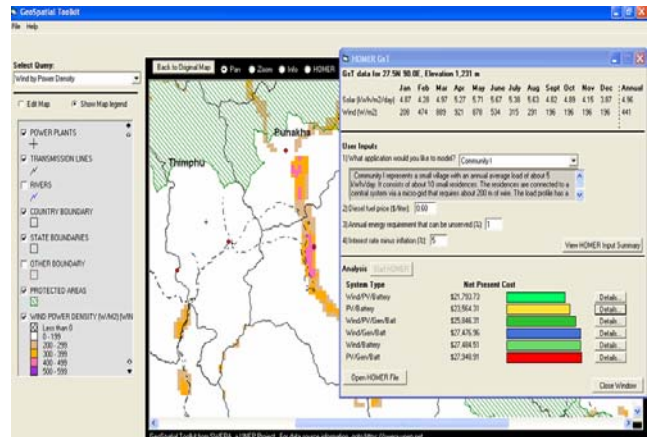 GeoSpatial Toolkit
File Help
Select Query:
Wind by Power Density
Edit Map Show Map legend
POWER PLANTS
TRANSMISSION LINES
RIVERS
COUNTRY BOUNDARY
STATE BOUNDARIES
OTHER BOUNDARY
PROTECTED AREAS
WIND POWER DENSITY (W/M2) [WIN
Less than 0
0-199
200-299
300-399
400-499
500-599
Back to Original Map Pan Zoom Info HOMER
Thimphu
Punakha
HOMER GsT
GsT data for 27.5N 90.0E, Elevation 1,231 m
Jan Feb Mar Apr May June July Aug Sept Oct Nov Dec Annual
Solar (kWh/m2/day) 4.87 4.28 4.97 5.27 5.71 5.67 5.38 5.63 4.82 4.89 4.15 3.87 4.96
Wind (W/m2) 208 474 889 921 678 534 315 291 196 196 196 196 441
User Inputs
1) What application would you like to model? Community I
Community I represents a small village with an annual average load of about 5
kWh/day. It consists of about 10 small residences. The residences are connected to a
central system via a micro-grid that requires about 200 m of wire. The load profile has a
2) Diesel fuel price ($/liter): 0.60
3) Annual energy requirement that can be unserved (%): 1
4) Interest rate minus inflation (%): 5
View HOMER Input Summary
Analysis Start HOMER
System Type Net Present Cost
Wind/PV/Battery $21,793.73 Details...
PV/Battery $23,564.31 Details...
Wind/PV/Gen/Batt $25,846.31 Details...
Wind/Gen/Batt $27,476.96 Details...
Wind/Battery $27,484.51 Details...
PV/Gen/Batt $27,948.91 Details...
Open HOMER File
Close Window